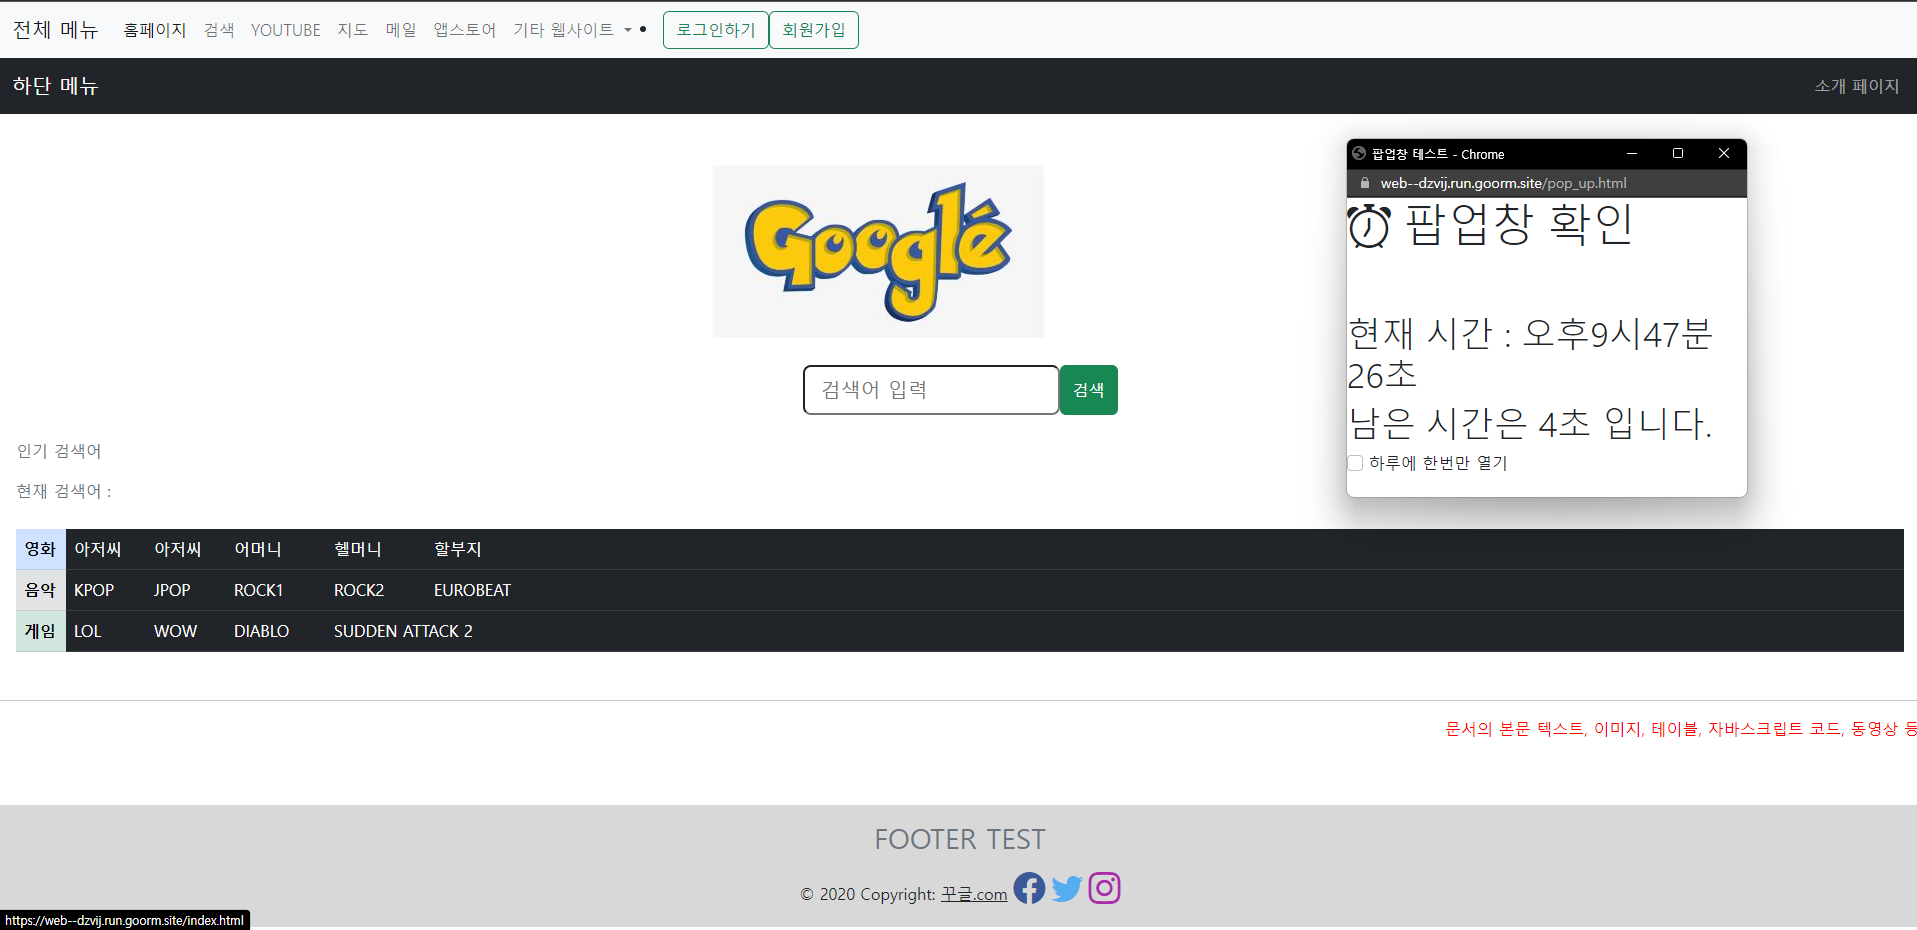 전체 메뉴 홈페이지 검색 YOUTUBE 지도 메일 앱스토어 기타 웹사이트 로그인하기 회원가입
하단 메뉴 소개 페이지
Googlé
검색어 입력 검색
팝업창 테스트 - Chrome
web--dzvij.run.goorm.site/pop_up.html
팝업창 확인
현재 시간 : 오후9시47분
26초
남은 시간은 4초 입니다.
하루에 한번만 열기
인기 검색어
현재 검색어 :
영화 아저씨 아저씨 어머니 헬머니 할부지
음악 KPOP JPOP ROCK1 ROCK2 EUROBEAT
게임 LOL WOW DIABLO SUDDEN ATTACK 2
문서의 본문 텍스트, 이미지, 테이블, 자바스크립트 코드, 동영상 등
FOOTER TEST
© 2020 Copyright: 꾸글.com
https://web--dzvij.run.goorm.site/index.html